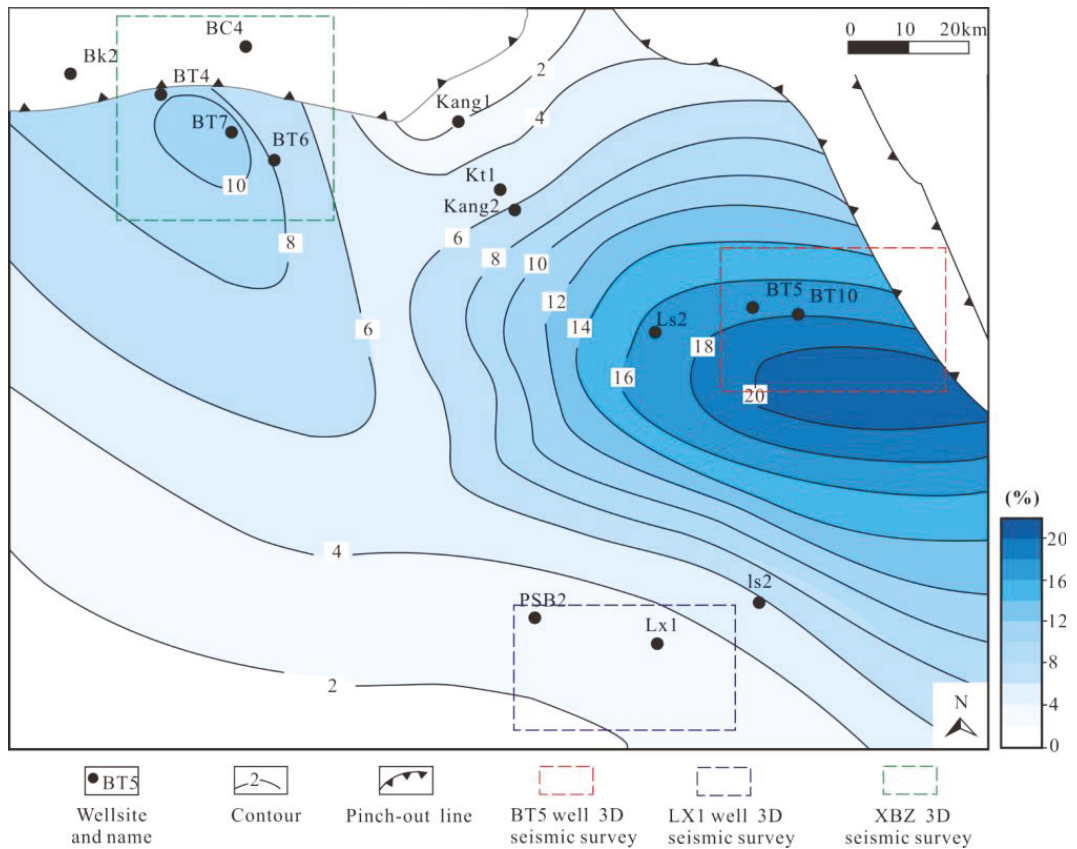 BC4
0 10 20km
Bk2
BT4
2
Kang1
4
BT7
BT6
Kt1
10
Kang2
6
8
8
10
12
BT5
BT10
6
14
Ls2
18
16
20
(%)
20
16
12
8
4
0
4
ls2
PSB2
Lx1
2
N
BT5
2
Wellsite
and name
Contour
Pinch-out line
BT5 well 3D
seismic survey
LX1 well 3D
seismic survey
XBZ 3D
seismic survey